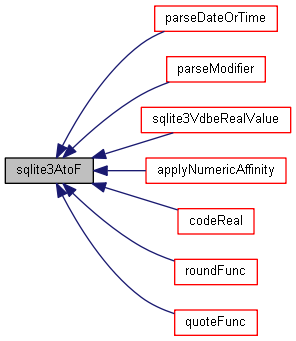 parseDateOrTime
parseModifier
sqlite3VdbeRealValue
sqlite3AtoF
applyNumericAffinity
codeReal
roundFunc
quoteFunc